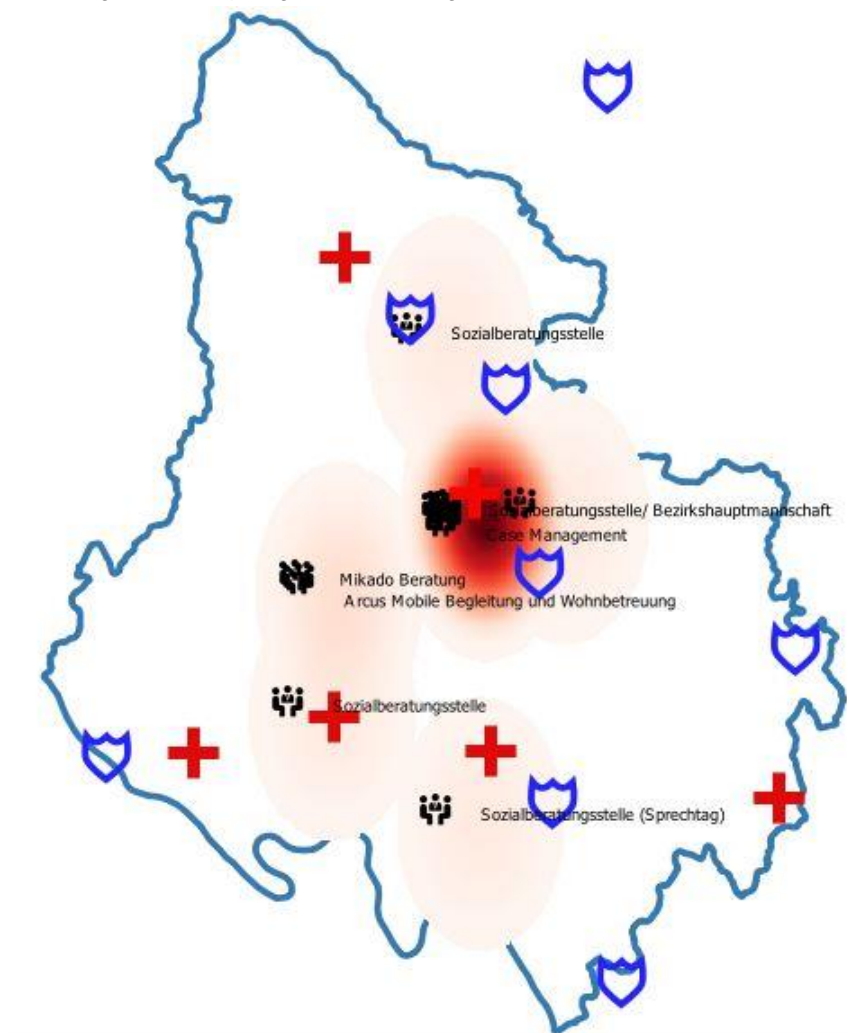 Sozialberatungsstelle
Sozialberatungsstelle/ Bezirkshauptmannschaft
Case Management
Mikado Beratung
Arcus Mobile Begleitung und Wohnbetreuung
Sozialberatungsstelle
Sozialberatungsstelle (Sprechtag)